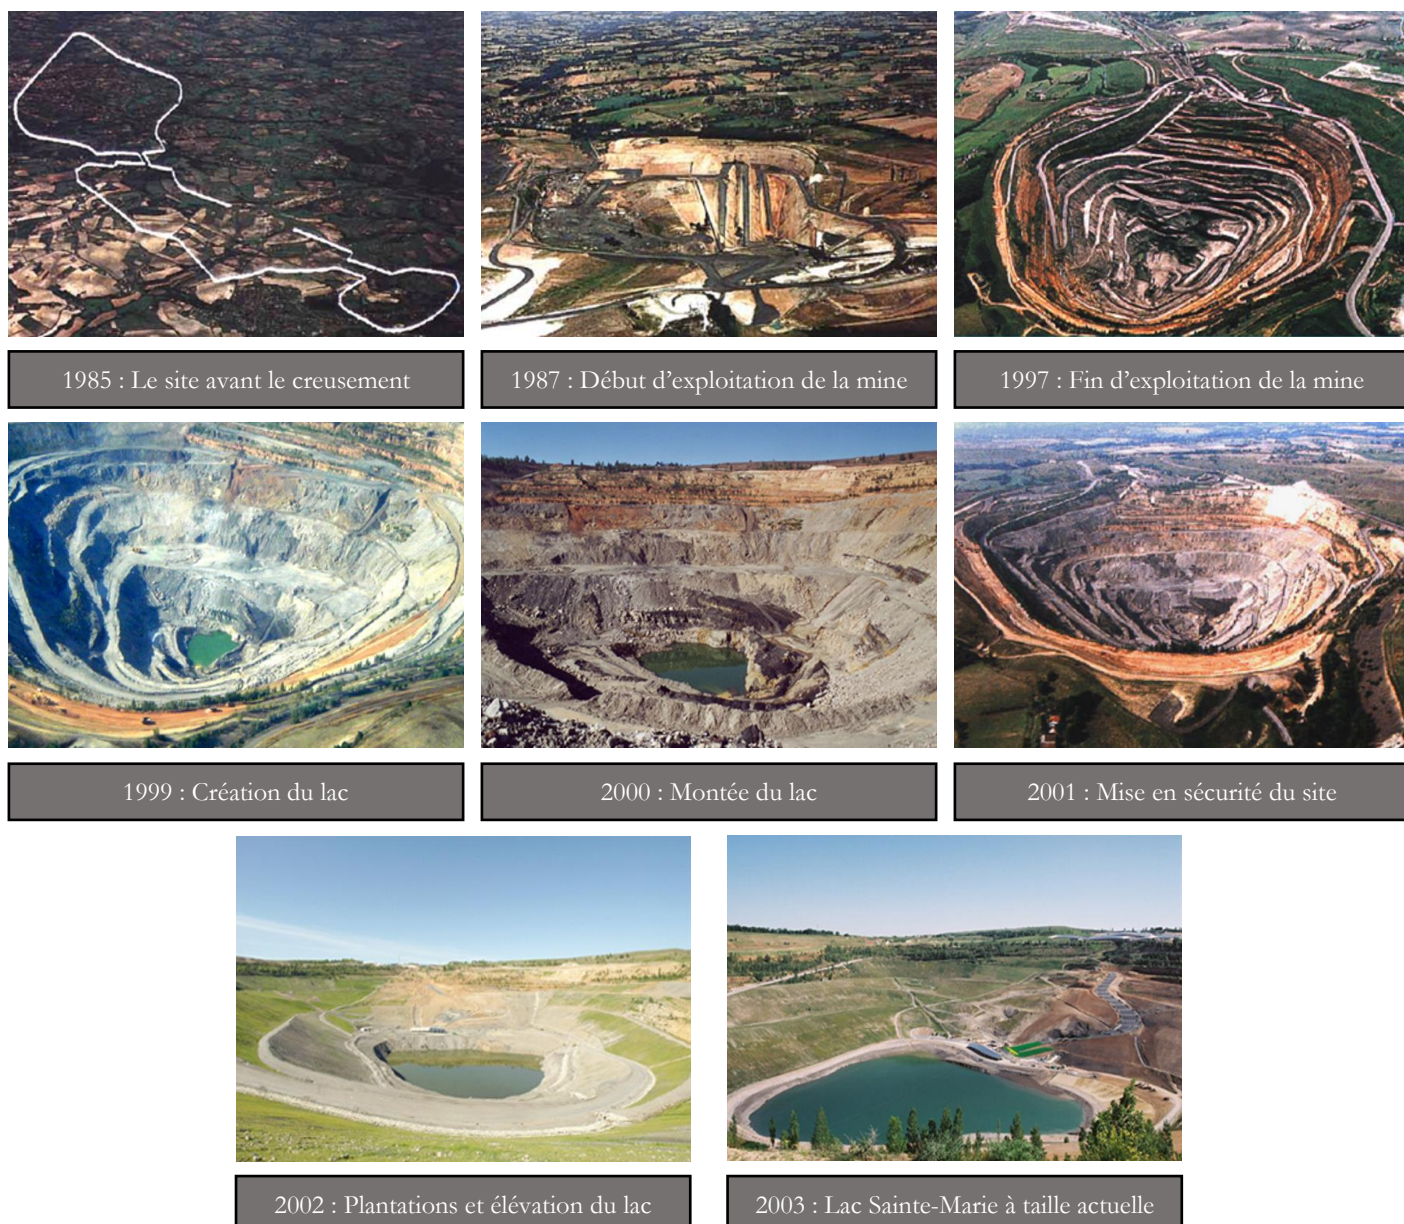 1985 : Le site avant le creusement
1987 : Début d'exploitation de la mine
1997 : Fin d'exploitation de la mine
1999 : Création du lac
2000 : Montée du lac
2001 : Mise en sécurité du site
2002 : Plantations et élévation du lac
2003 : Lac Sainte-Marie à taille actuelle